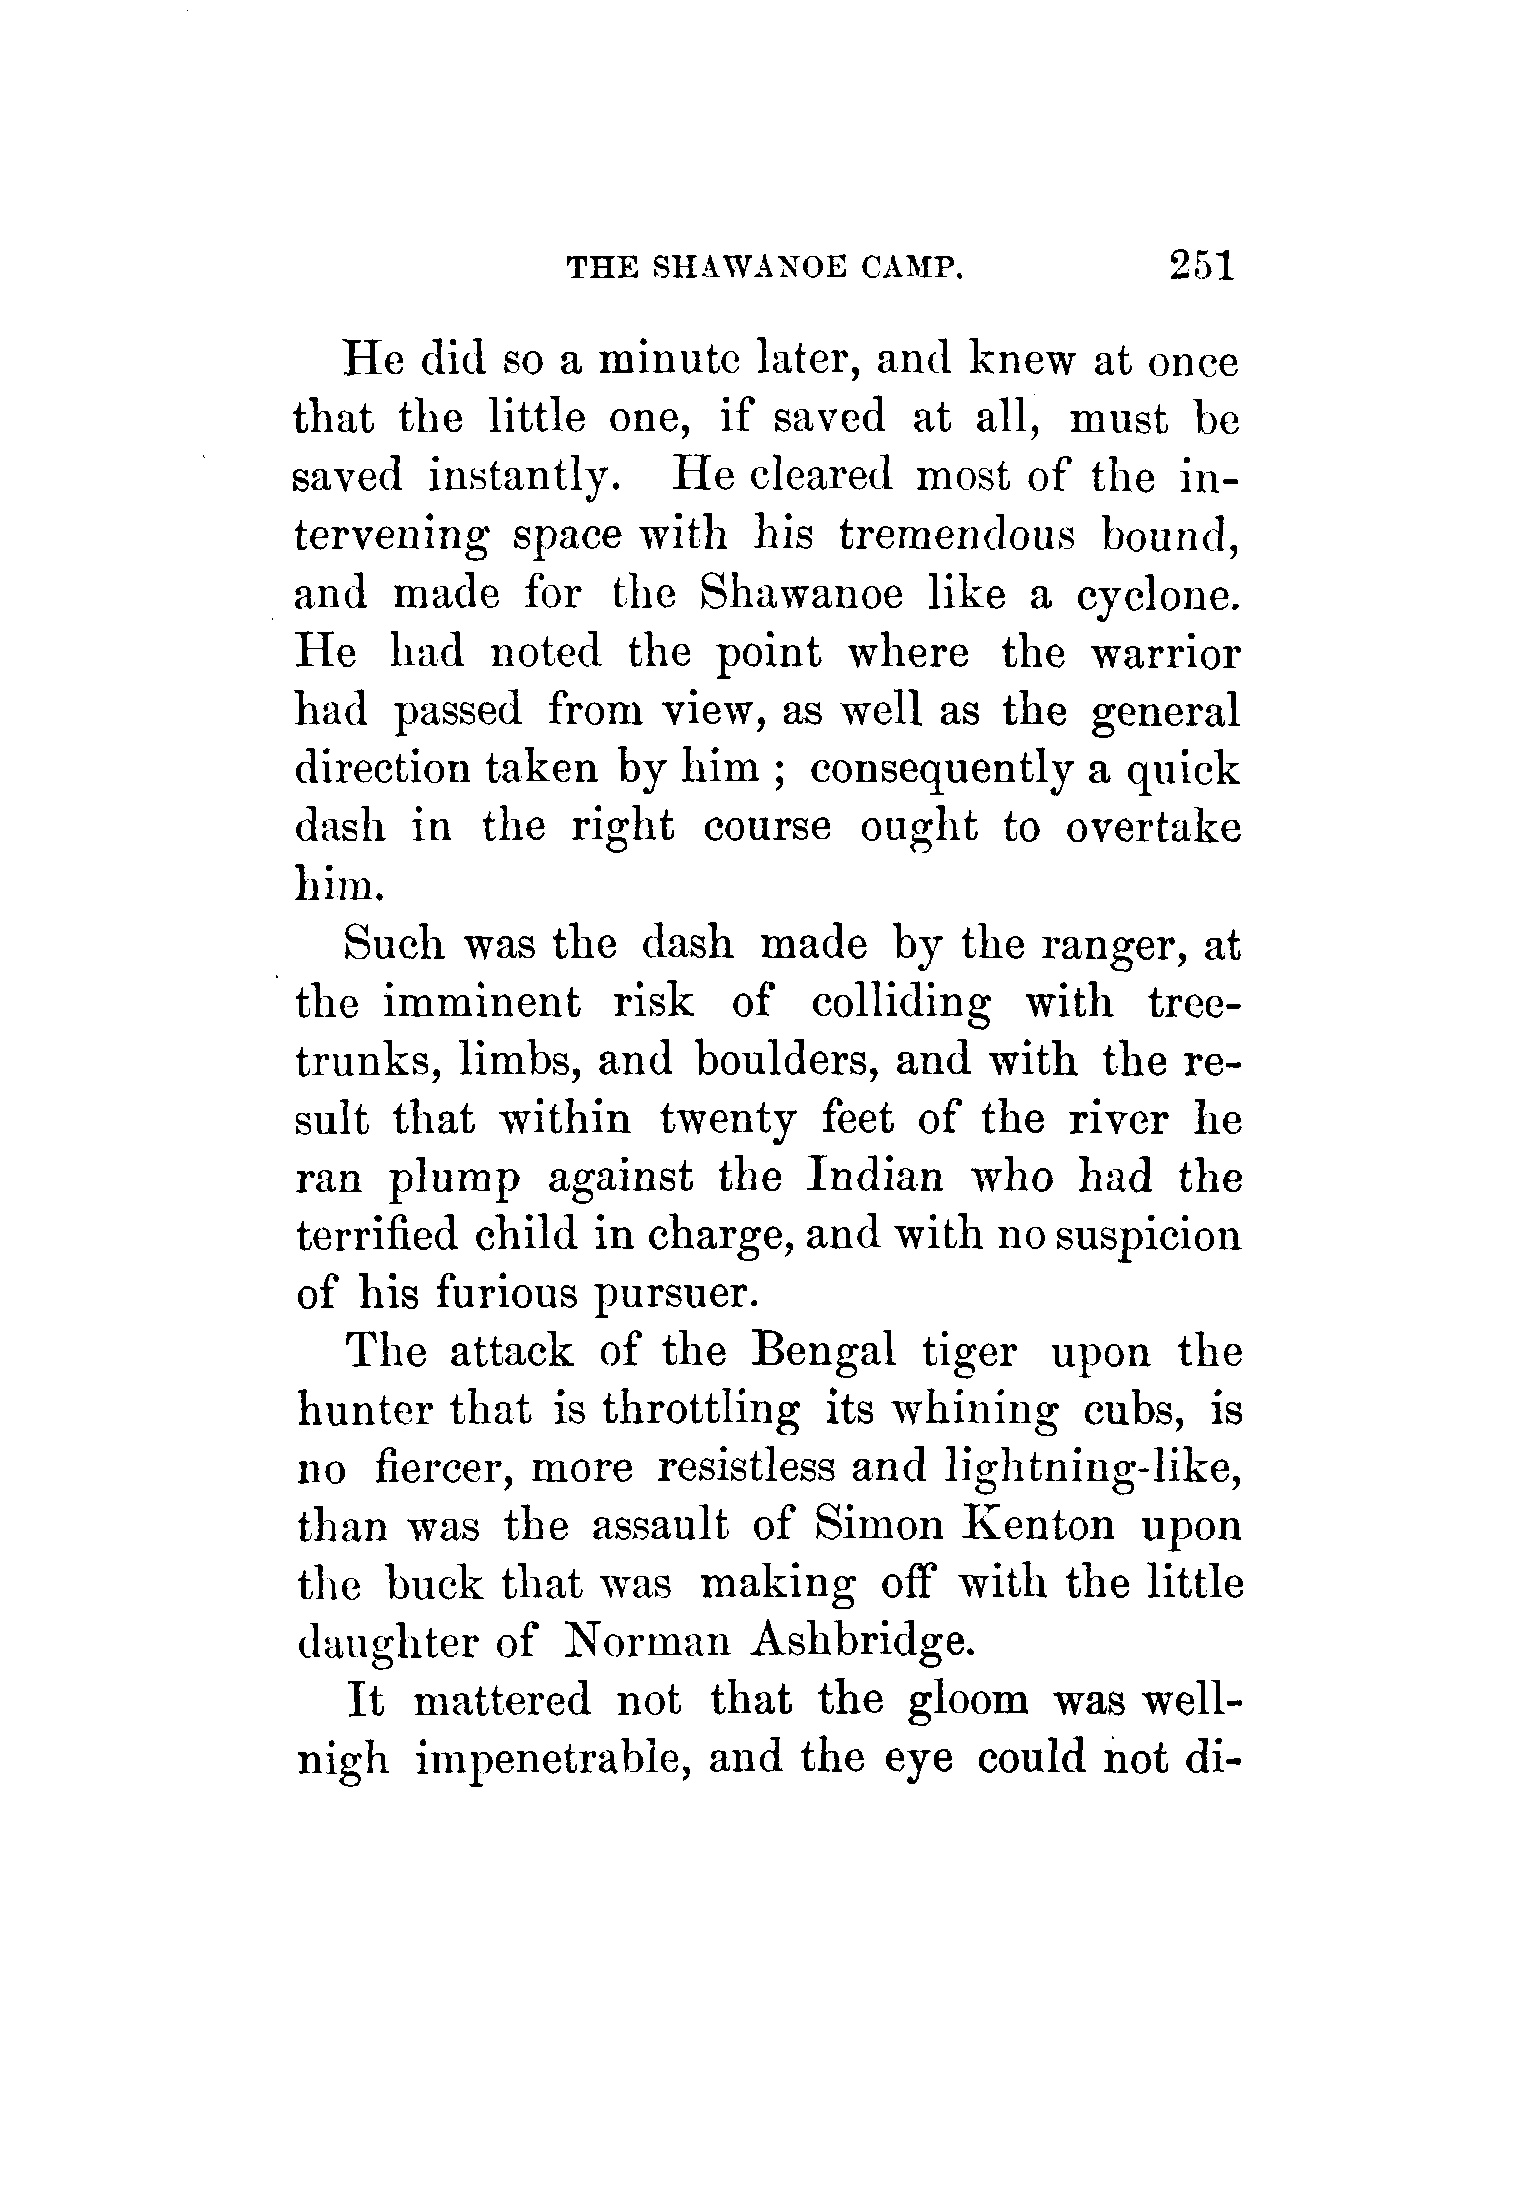 THE SHAWANOE CAMP. 251
He did so a minute later, and knew at once
that the little one, if saved at all, must be
saved instantly. He cleared most of the in-
tervening space with his tremendous bound,
and made for the Shawanoe like a cyclone.
He had noted the point where the warrior
had passed from view, as well as the general
direction taken by him ; consequently a quick
dash in the right course ought to overtake
him.
Such was the dash made by the ranger, at
the imminent risk of colliding with tree-
trunks, limbs, and boulders, and with the re-
sult that within twenty feet of the river he
ran plump against the Indian who had the
terrified child in charge, and with no suspicion
of his furious pursuer.
The attack of the Bengal tiger upon the
hunter that is throttling its whining cubs, is
no fiercer, more resistless and lightning-like,
than was the assault of Simon Kenton upon
the buck that was making off with the little
daughter of Norman Ashbridge.
It mattered not that the gloom was well-
nigh impenetrable, and the eye could not di-